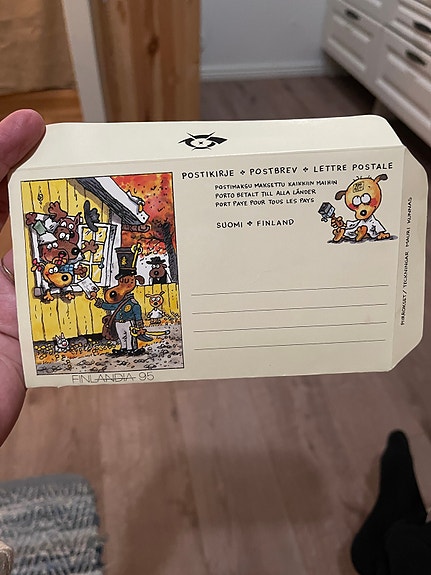 POSTIKIRJE ✦ POSTBREV ✦ LETTRE POSTALE
POSTIMAKSU MAKSETTU KAIKKIIN MAIHIN
PORTO BETALT TILL ALLA LÄNDER
PORT PAYE POUR TOUS LES PAYS
SUOMI ✦ FINLAND
PIIRROKSET/TECKNINGAR MAURI KUNNAS
FINLANDIA 95